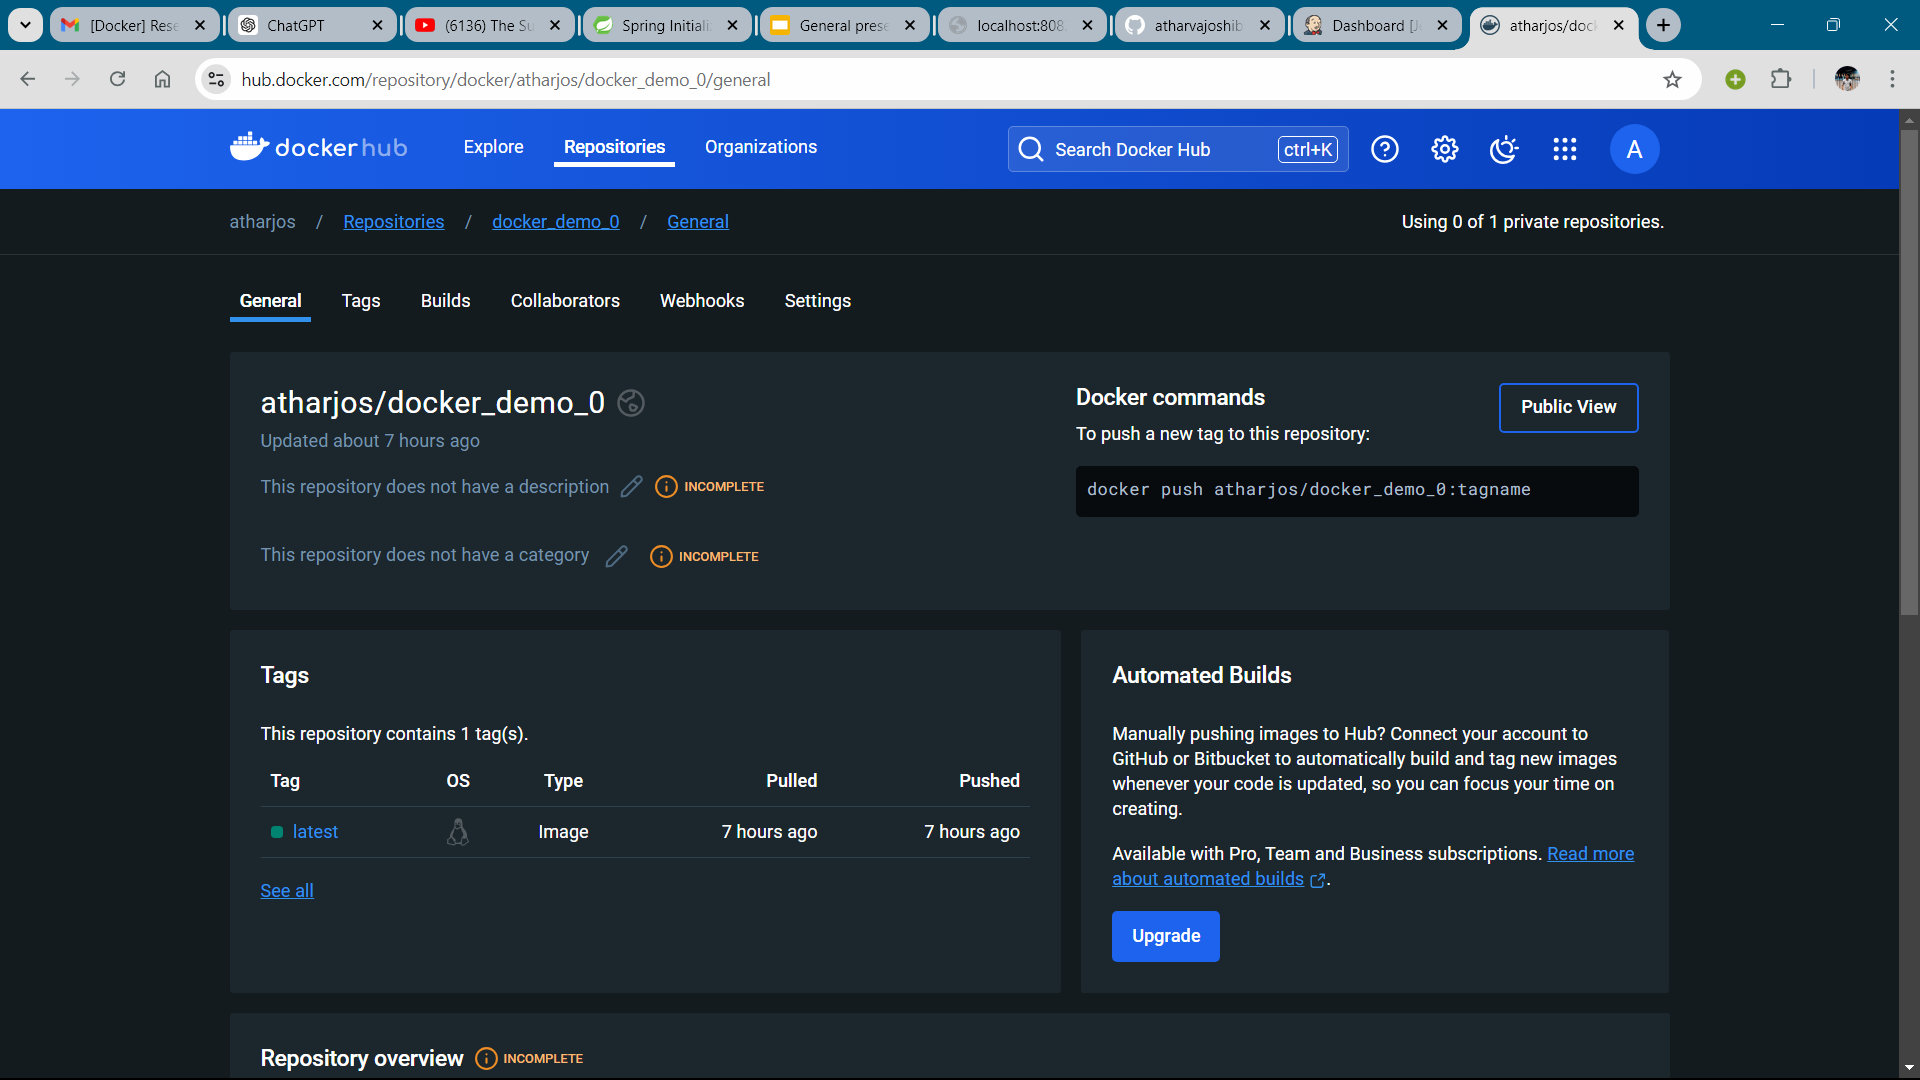 [Docker] Rese
ChatGPT
(6136) The Su
Spring Initiali
General prese
localhost:808
atharvajoshib
Dashboard [Je
atharjos/dock
hub.docker.com/repository/docker/atharjos/docker_demo_0/general
dockerhub
Explore
Repositories
Organizations
Search Docker Hub
ctrl+K
A
atharjos / Repositories / docker_demo_0 / General
Using 0 of 1 private repositories.
General
Tags
Builds
Collaborators
Webhooks
Settings
atharjos/docker_demo_0
Updated about 7 hours ago
This repository does not have a description
INCOMPLETE
This repository does not have a category
INCOMPLETE
Docker commands
To push a new tag to this repository:
Public View
docker push atharjos/docker_demo_0:tagname
Tags
This repository contains 1 tag(s).
Tag OS Type Pulled Pushed
latest Image 7 hours ago 7 hours ago
See all
Automated Builds
Manually pushing images to Hub? Connect your account to
GitHub or Bitbucket to automatically build and tag new images
whenever your code is updated, so you can focus your time on
creating.
Available with Pro, Team and Business subscriptions. Read more
about automated builds .
Upgrade
Repository overview
INCOMPLETE